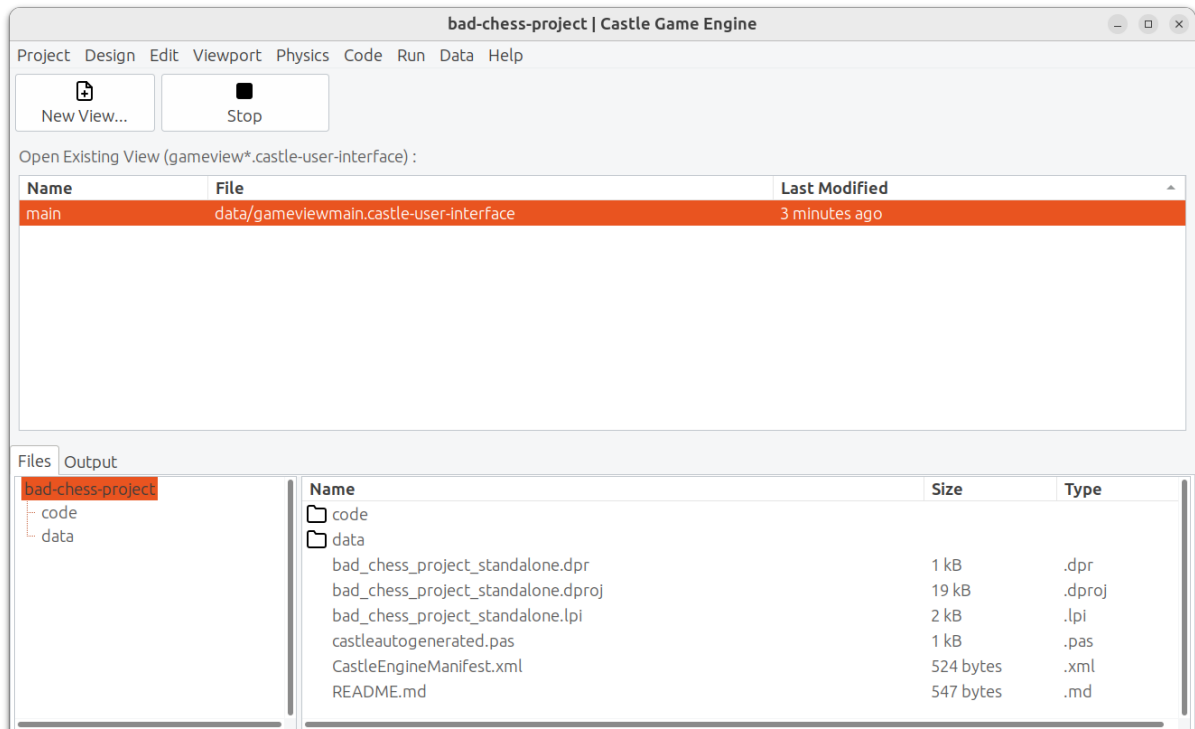 bad-chess-project | Castle Game Engine
Project Design Edit Viewport Physics Code Run Data Help
New View... Stop
Open Existing View (gameview*.castle-user-interface) :
Name File Last Modified
main data/gameviewmain.castle-user-interface 3 minutes ago
Files Output
bad-chess-project
code
data
Name Size Type
code
data
bad_chess_project_standalone.dpr 1 kB .dpr
bad_chess_project_standalone.dproj 19 kB .dproj
bad_chess_project_standalone.lpi 2 kB .lpi
castleautogenerated.pas 1 kB .pas
CastleEngineManifest.xml 524 bytes .xml
README.md 547 bytes .md